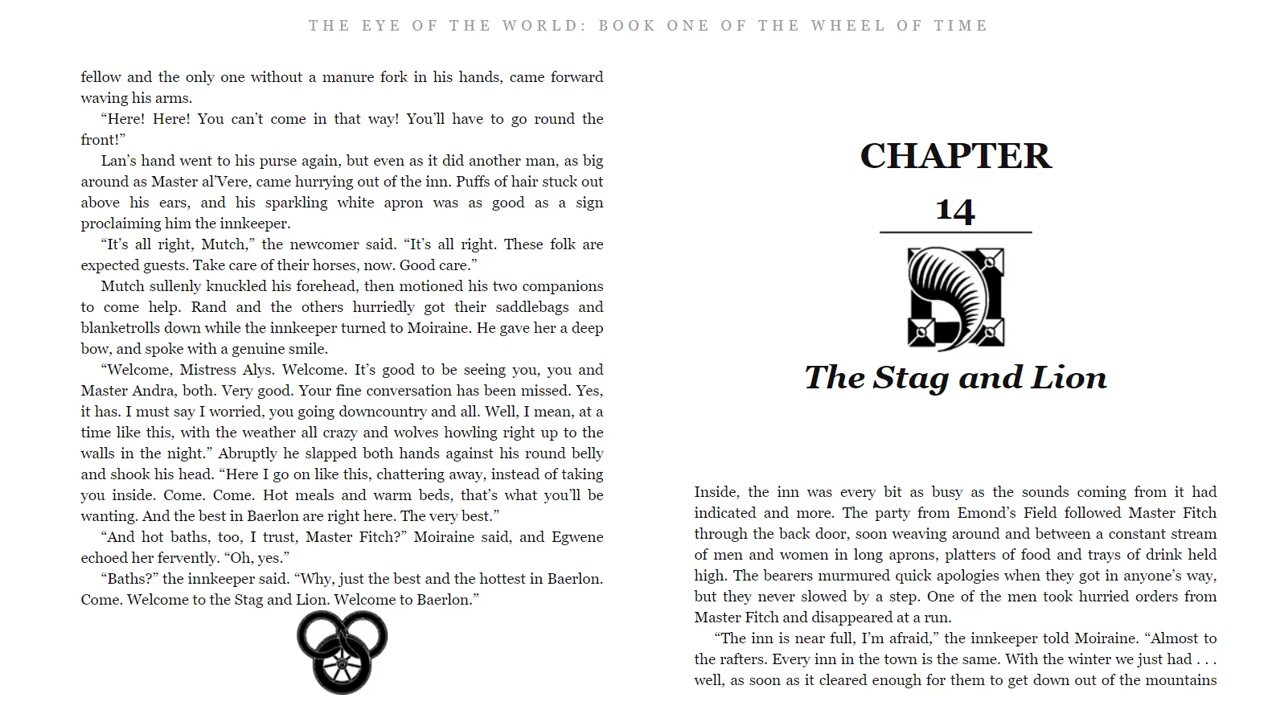 THE EYE OF THE WORLD: BOOK ONE OF THE WHEEL OF TIME
fellow and the only one without a manure fork in his hands, came forward
waving his arms.
“Here! Here! You can’t come in that way! You’ll have to go round the
front!”
Lan’s hand went to his purse again, but even as it did another man, as big
around as Master al’Vere, came hurrying out of the inn. Puffs of hair stuck out
above his ears, and his sparkling white apron was as good as a sign
proclaiming him the innkeeper.
“It’s all right, Mutch,” the newcomer said. “It’s all right. These folk are
expected guests. Take care of their horses, now. Good care.”
Mutch sullenly knuckled his forehead, then motioned his two companions
to come help. Rand and the others hurriedly got their saddlebags and
blanketrolls down while the innkeeper turned to Moiraine. He gave her a deep
bow, and spoke with a genuine smile.
“Welcome, Mistress Alys. Welcome. It’s good to be seeing you, you and
Master Andra, both. Very good. Your fine conversation has been missed. Yes,
it has. I must say I worried, you going downcountry and all. Well, I mean, at a
time like this, with the weather all crazy and wolves howling right up to the
walls in the night.” Abruptly he slapped both hands against his round belly
and shook his head. “Here I go on like this, chattering away, instead of taking
you inside. Come. Come. Hot meals and warm beds, that’s what you’ll be
wanting. And the best in Baerlon are right here. The very best.”
“And hot baths, too, I trust, Master Fitch?” Moiraine said, and Egwene
echoed her fervently. “Oh, yes.”
“Baths?” the innkeeper said. “Why, just the best and the hottest in Baerlon.
Come. Welcome to the Stag and Lion. Welcome to Baerlon.”
CHAPTER
14
The Stag and Lion
Inside, the inn was every bit as busy as the sounds coming from it had
indicated and more. The party from Emond’s Field followed Master Fitch
through the back door, soon weaving around and between a constant stream
of men and women in long aprons, platters of food and trays of drink held
high. The bearers murmured quick apologies when they got in anyone’s way,
but they never slowed by a step. One of the men took hurried orders from
Master Fitch and disappeared at a run.
“The inn is near full, I’m afraid,” the innkeeper told Moiraine. “Almost to
the rafters. Every inn in the town is the same. With the winter we just had . . .
well, as soon as it cleared enough for them to get down out of the mountains